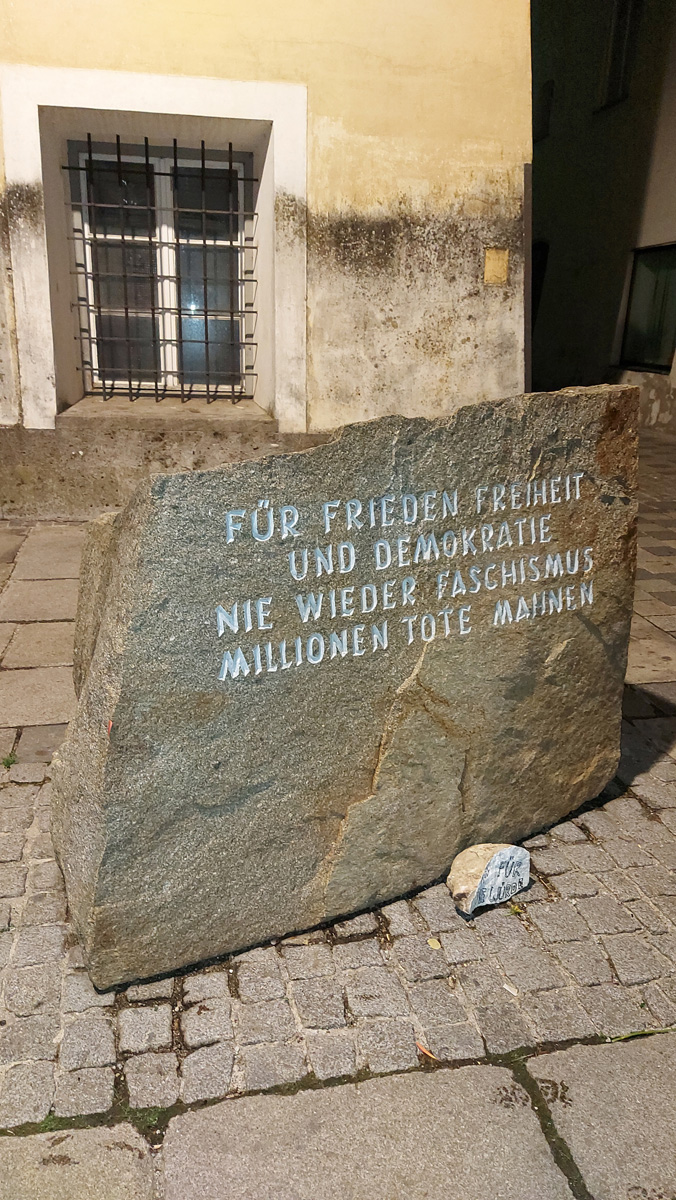 FÜR FRIEDEN FREIHEIT
UND DEMOKRATIE
NIE WIEDER FASCHISMUS
MILLIONEN TOTE MAHNEN
FÜR